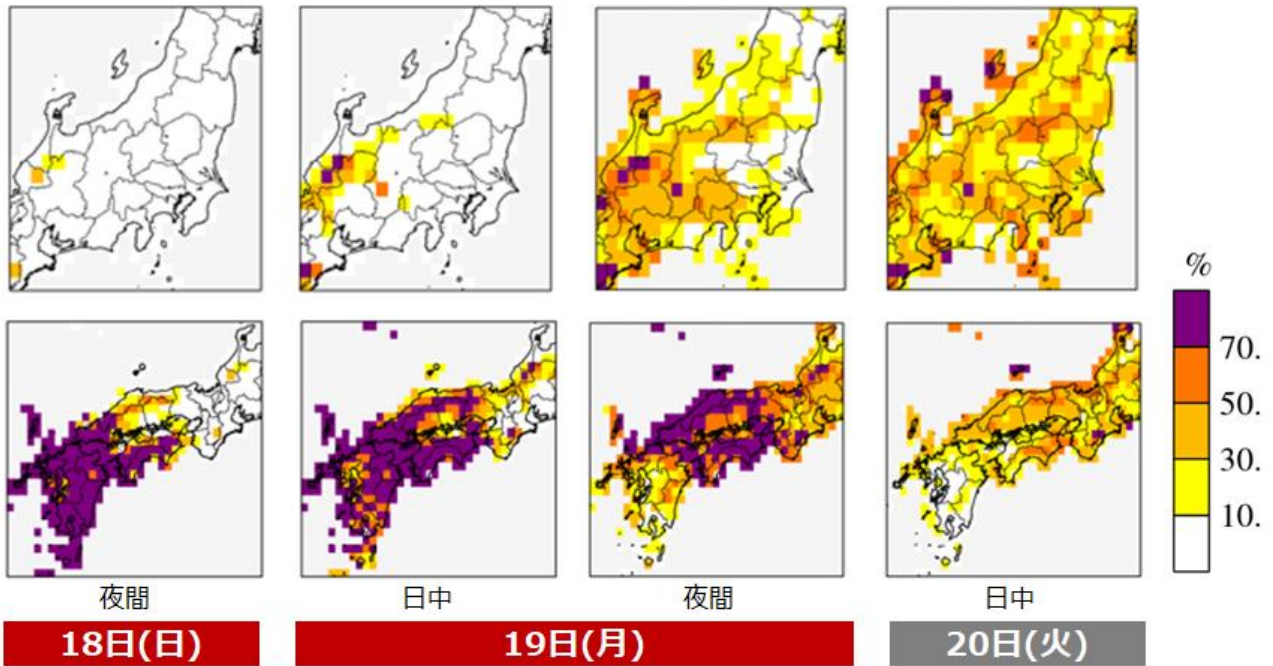 %
70.
50.
30.
10.
夜間
日中
夜間
日中
18日(日)
19日(月)
20日(火)